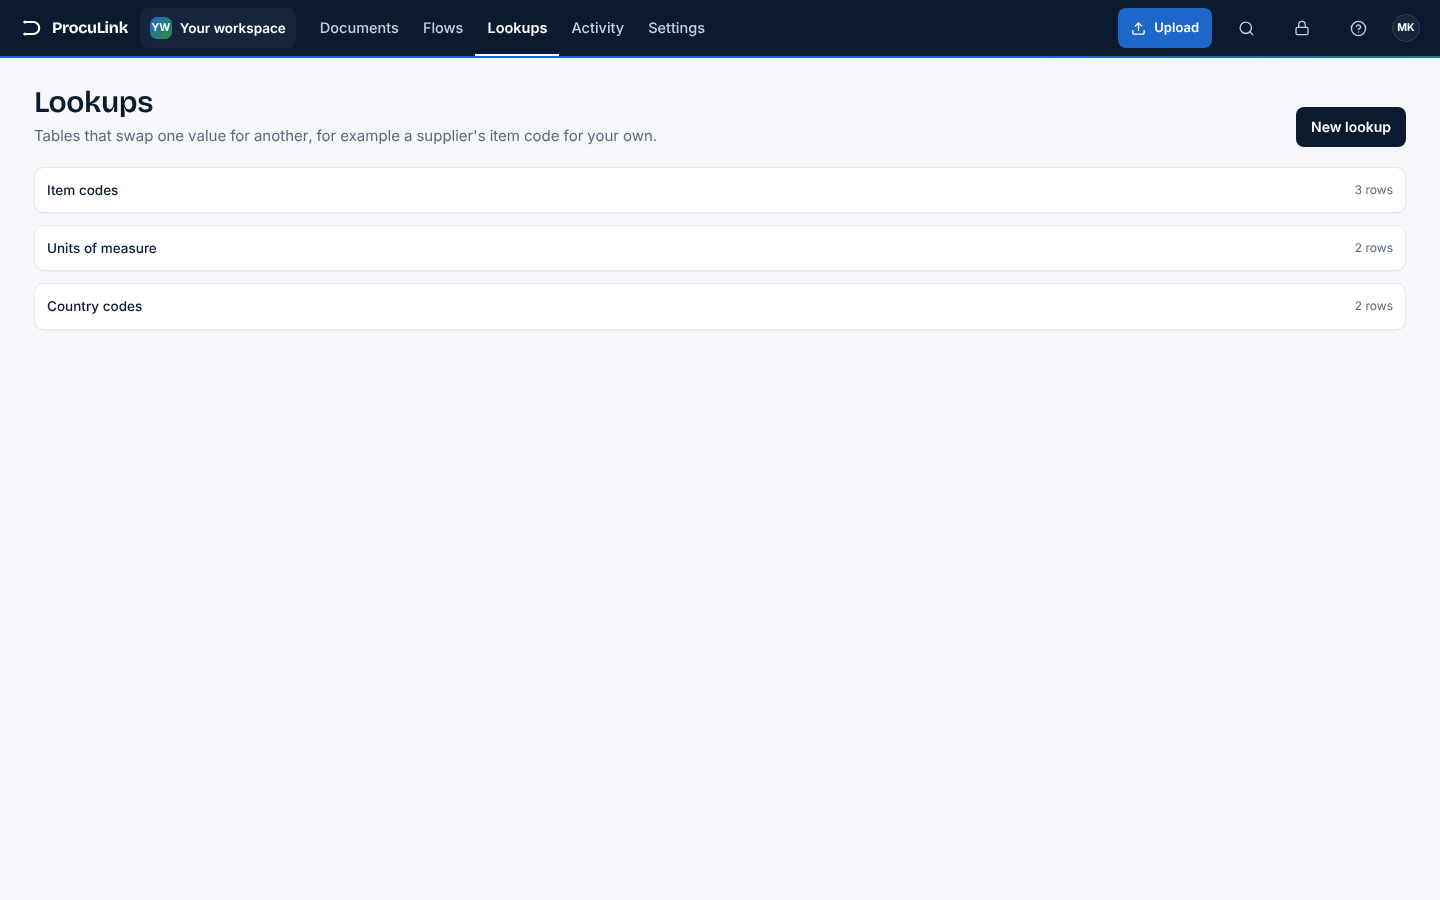 ProcuLink
YW Your workspace
Documents Flows Lookups Activity Settings
Upload
MK
Lookups
Tables that swap one value for another, for example a supplier's item code for your own.
New lookup
Item codes 3 rows
Units of measure 2 rows
Country codes 2 rows